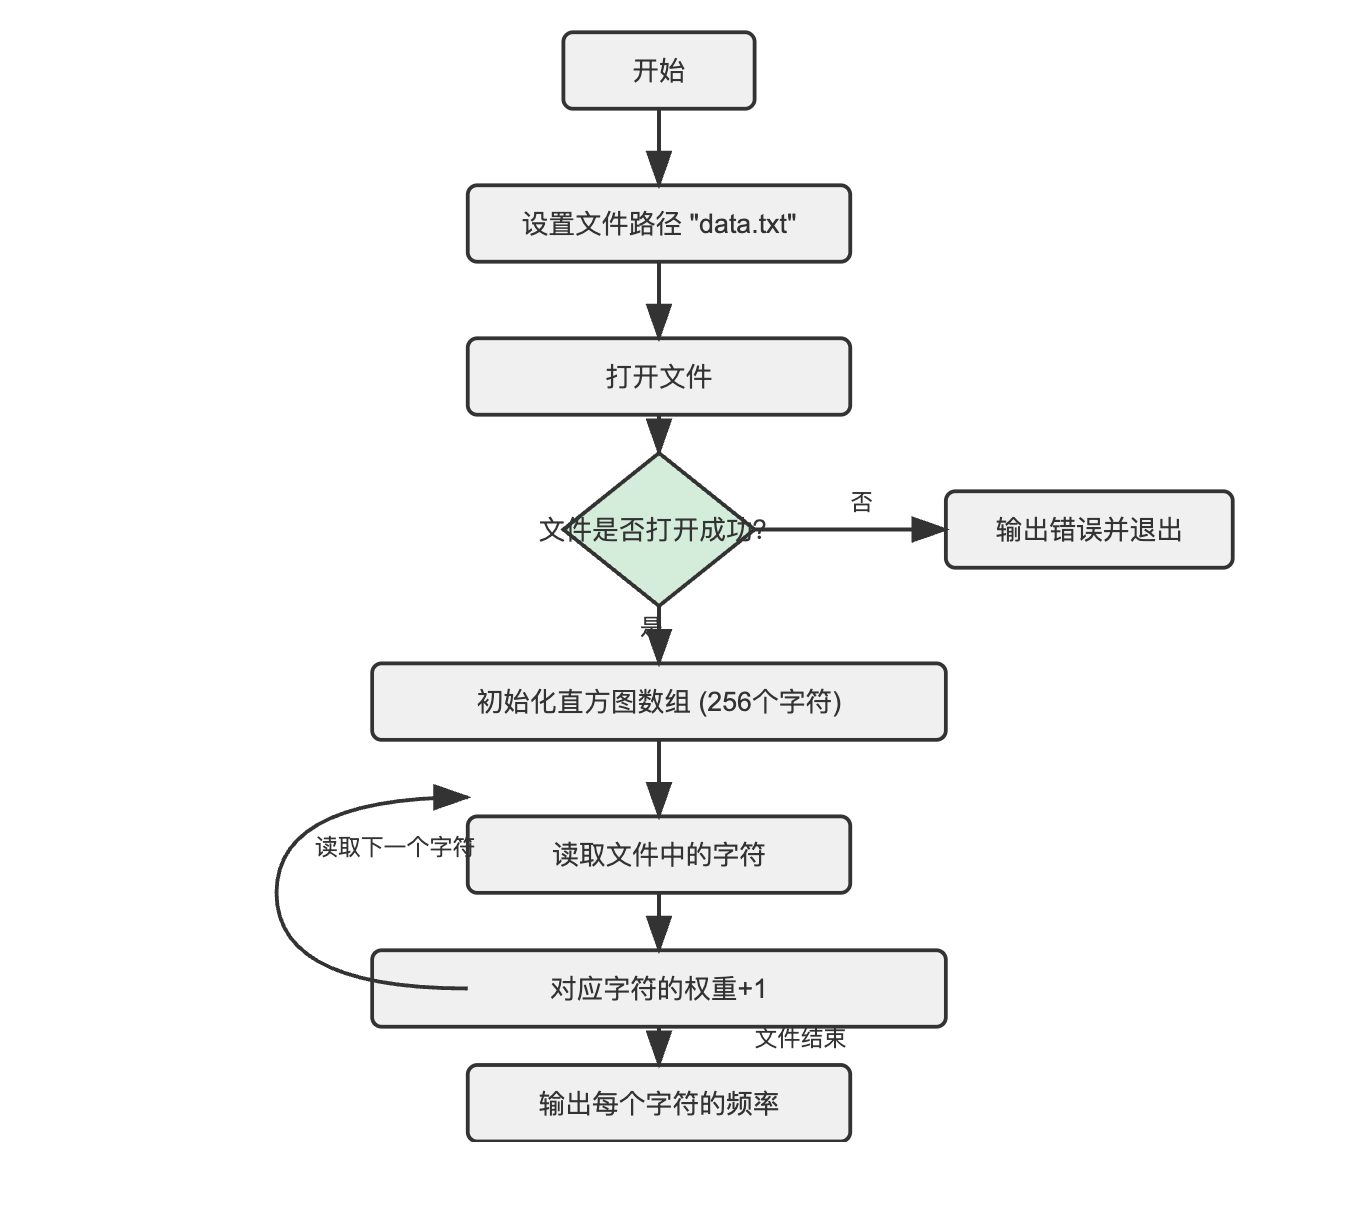 开始
设置文件路径 "data.txt"
打开文件
文件是否打开成功?
否
输出错误并退出
是
初始化直方图数组 (256个字符)
读取下一个字符
读取文件中的字符
对应字符的权重+1
文件结束
输出每个字符的频率